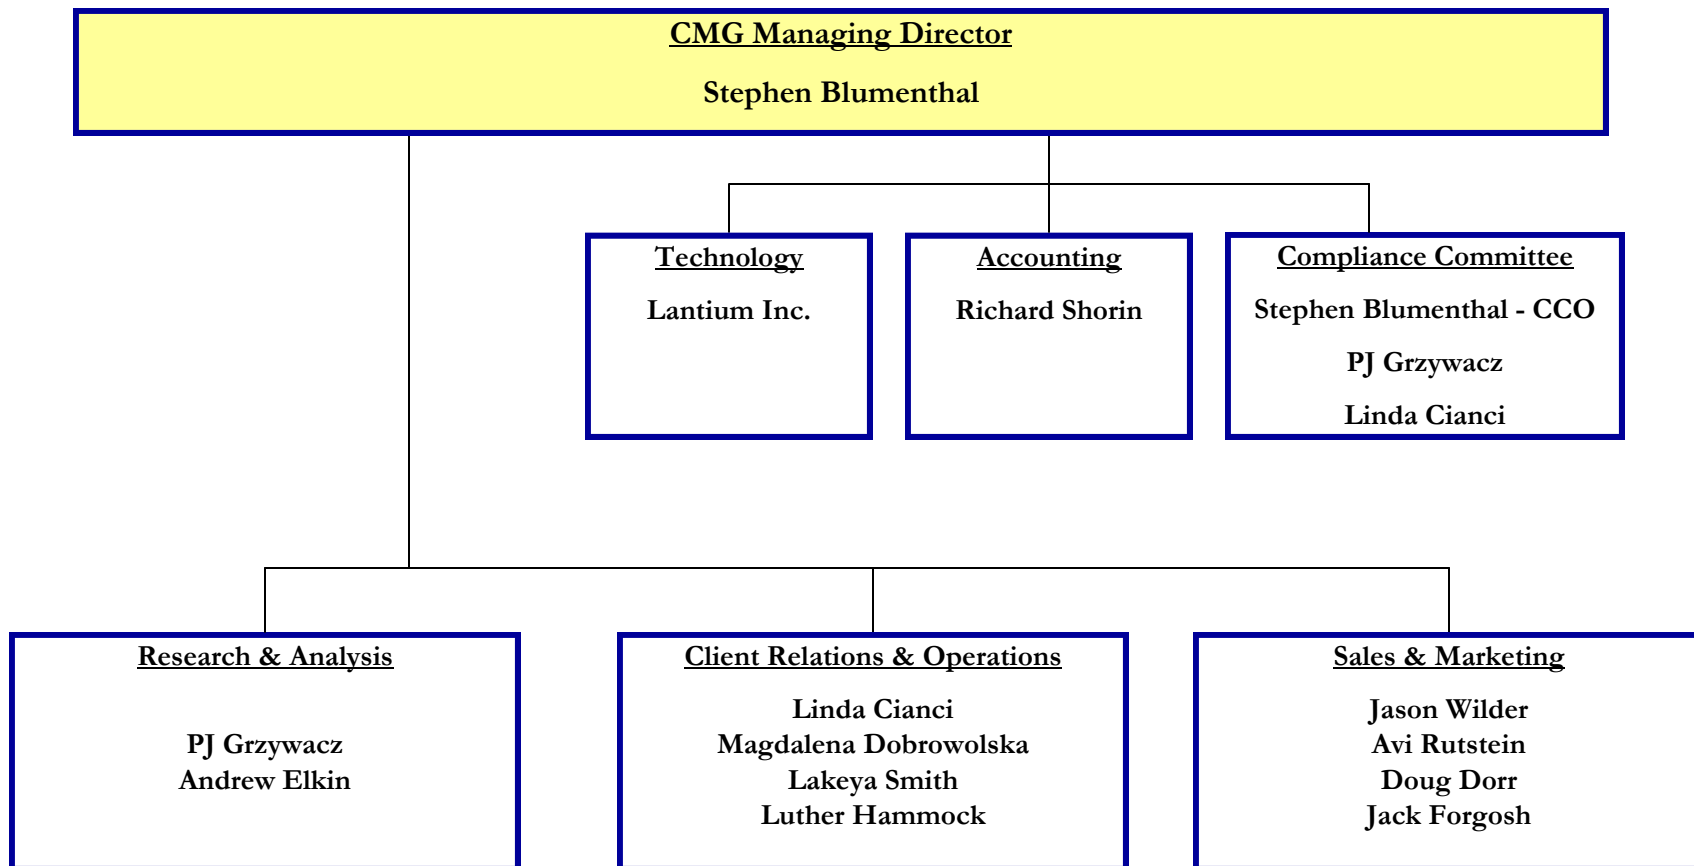 CMG Managing Director
Stephen Blumenthal
Technology
Lantium Inc.
Accounting
Richard Shorin
Compliance Committee
Stephen Blumenthal - CCO
PJ Grzywacz
Linda Cianci
Research & Analysis
PJ Grzywacz
Andrew Elkin
Client Relations & Operations
Linda Cianci
Magdalena Dobrowolska
Lakeya Smith
Luther Hammock
Sales & Marketing
Jason Wilder
Avi Rutstein
Doug Dorr
Jack Forgosh